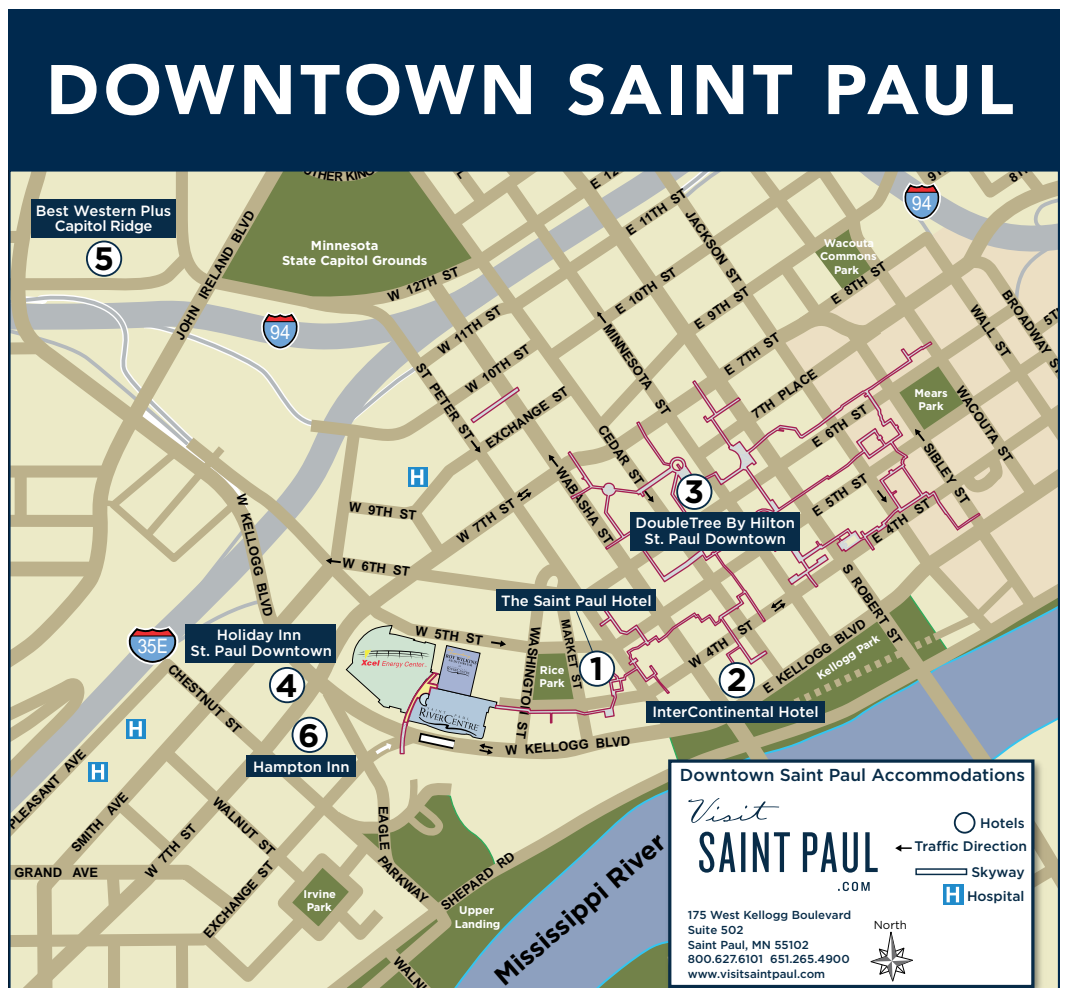 DOWNTOWN SAINT PAUL
Best Western Plus
Capitol Ridge
5
JOHN IRELAND BLVD
Minnesota
State Capitol Grounds
W 12TH ST
94
W 11TH ST
W 10TH ST
ST PETER ST
EXCHANGE ST
E 11TH ST
E 10TH ST
E 9TH ST
JACKSON ST
MINNESOTA ST
E 7TH ST
7TH PLACE
Wacouta
Commons
Park
E 8TH ST
94
WALL ST
BROADWAY ST
Mears
Park
WACOUTA ST
SIBLEY ST
E 6TH ST
E 5TH ST
E 4TH ST
CEDAR ST
WABASHA ST
W 7TH ST
H
W 9TH ST
W 6TH ST
W KELLOGG BLVD
3
DoubleTree By Hilton
St. Paul Downtown
The Saint Paul Hotel
1
W 5TH ST
WASHINGTON ST
MARKET ST
Rice
Park
W 4TH ST
2
InterContinental Hotel
S ROBERT ST
E KELLOGG BLVD
Kellogg Park
35E
Holiday Inn
St. Paul Downtown
4
Xcel Energy Center
ROY WILKINS
SAINT PAUL
RIVERCENTRE
W KELLOGG BLVD
CHESTNUT ST
6
Hampton Inn
H
H
PLEASANT AVE
SMITH AVE
W 7TH ST
GRAND AVE
WALNUT ST
EXCHANGE ST
Irvine
Park
EAGLE PARKWAY
SHEPARD RD
Upper
Landing
Mississippi River
Downtown Saint Paul Accommodations
Visit
SAINT PAUL
.COM
Hotels
Traffic Direction
Skyway
H Hospital
175 West Kellogg Boulevard
Suite 502
Saint Paul, MN 55102
800.627.6101 651.265.4900
www.visitsaintpaul.com
North